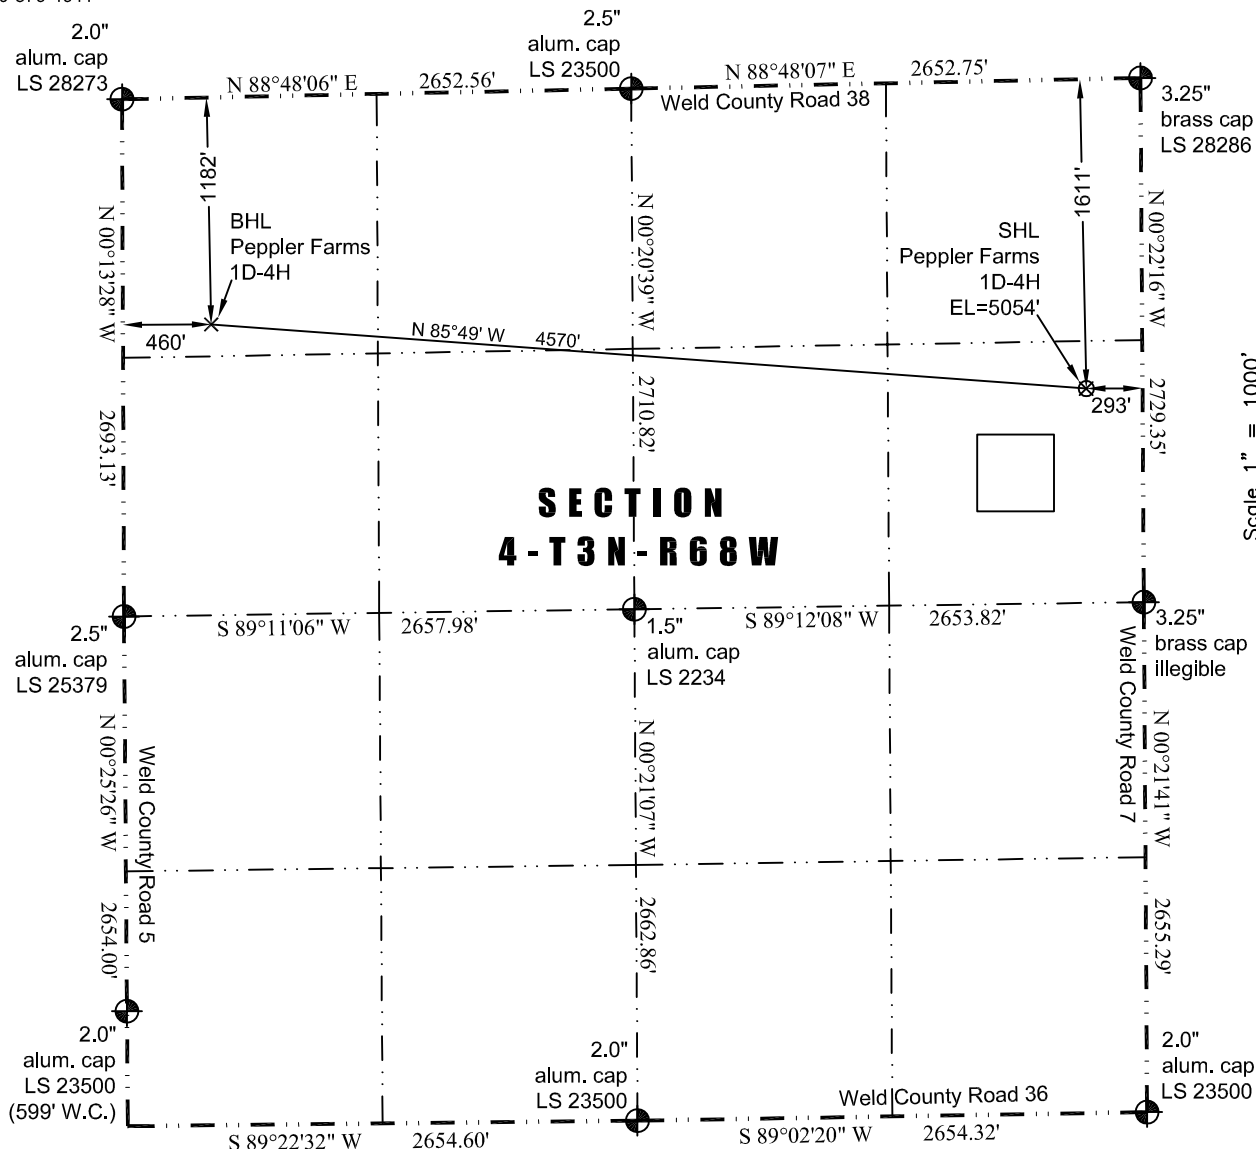 2.0"
alum. cap
LS 28273
N 88°48'06" E
2652.56'
2.5"
alum. cap
LS 23500
N 88°48'07" E
2652.75'
Weld County Road 38
3.25"
brass cap
LS 28286
1182'
1611'
N 00°13'28" W
BHL
Peppler Farms
1D-4H
N 00°20'39" W
SHL
Peppler Farms
1D-4H
EL=5054'
N 00°22'16" W
460'
N 85°49' W
4570'
293'
2693.13'
2710.82'
2729.35'
Scale 1" = 1000'
SECTION
4-T3N-R68W
2.5"
alum. cap
LS 25379
S 89°11'06" W
2657.98'
1.5"
alum. cap
LS 2234
S 89°12'08" W
2653.82'
3.25"
brass cap
illegible
Weld County Road 7
N 00°25'26" W
Weld County Road 5
N 00°21'07" W
N 00°21'41" W
2654.00'
2662.86'
2655.29'
2.0"
alum. cap
LS 23500
(599' W.C.)
2.0"
alum. cap
LS 23500
Weld County Road 36
2.0"
alum. cap
LS 23500
S 89°22'32" W
2654.60'
S 89°02'20" W
2654.32'